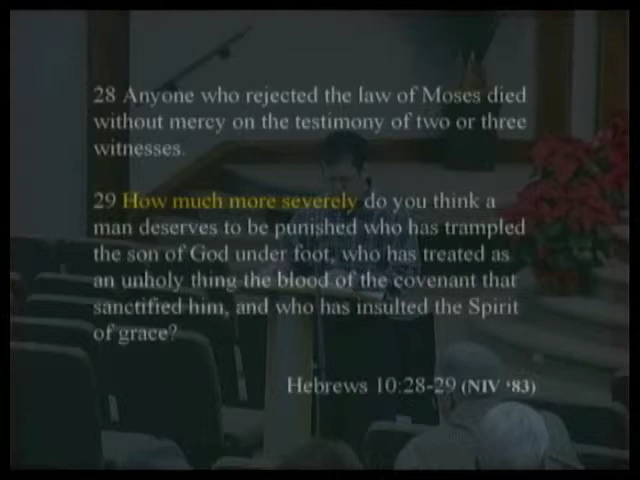 28 Anyone who rejected the law of Moses died
without mercy on the testimony of two or three
witnesses.
29 How much more severely do you think a
man deserves to be punished who has trampled
the son of God under foot, who has treated as
an unholy thing the blood of the covenant that
sanctified him, and who has insulted the Spirit
of grace?
Hebrews 10:28-29 (NIV ‘83)